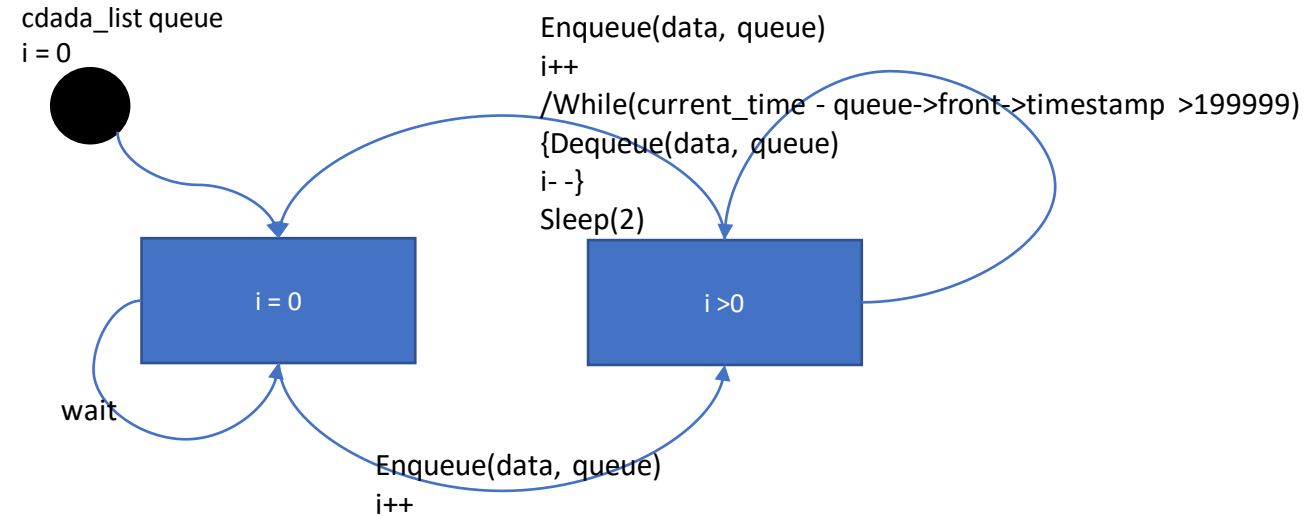 cdada_list queue
i = 0
Enqueue(data, queue)
i++
/While(current_time - queue->front->timestamp >199999)
{Dequeue(data, queue)
i- -}
Sleep(2)
i = 0
i >0
wait
Enqueue(data, queue)
i++